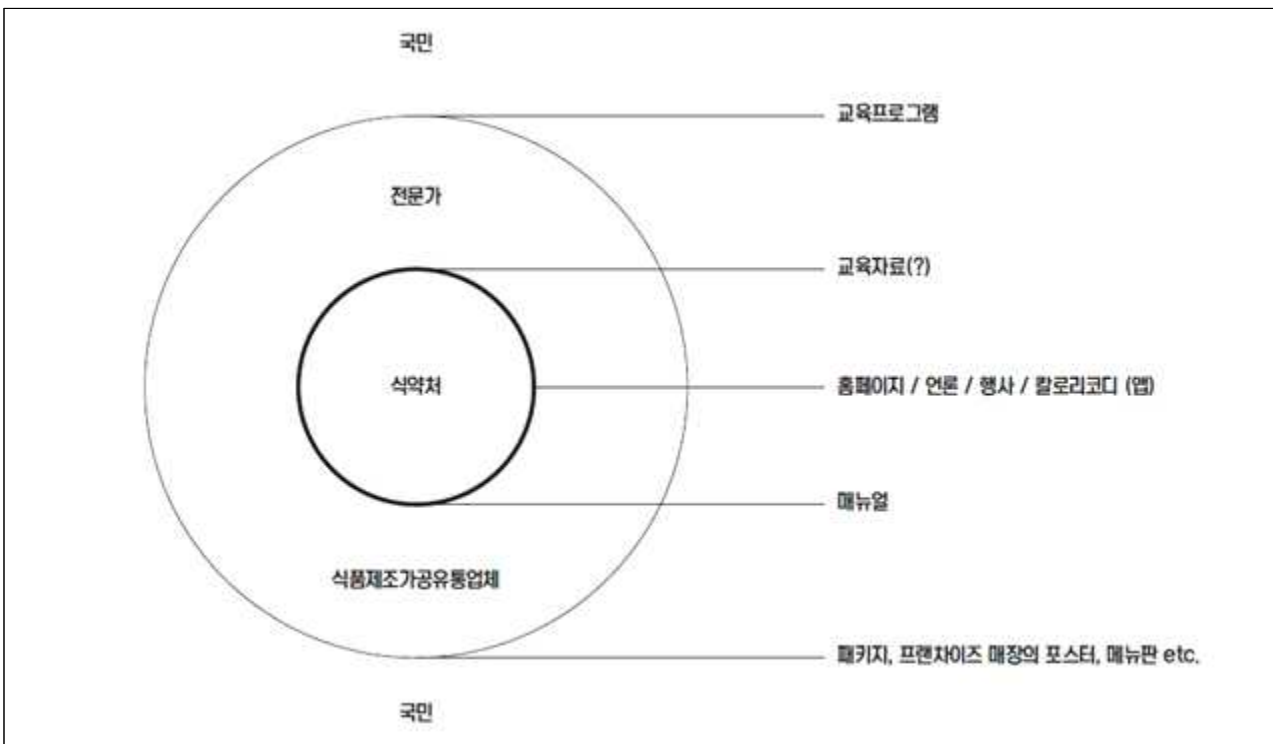 국민
교육프로그램
전문가
교육자료(?)
식약처
홈페이지 / 언론 / 행사 / 칼로리코디 (앱)
매뉴얼
식품제조가공유통업체
패키지, 프랜차이즈 매장의 포스터, 메뉴판 etc.
국민